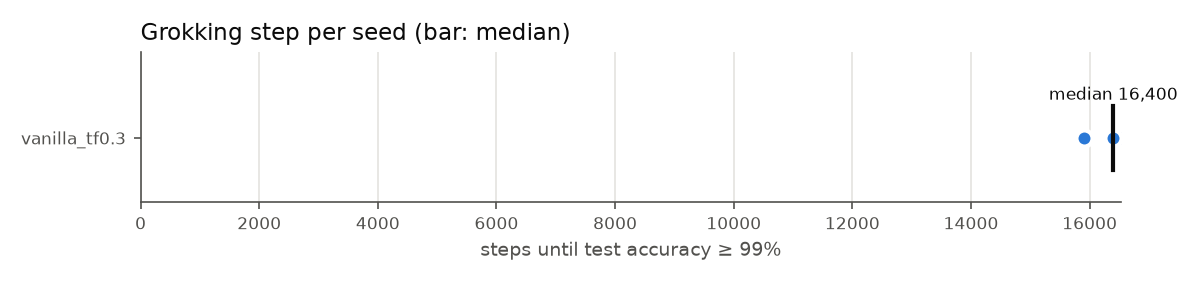 Grokking step per seed (bar: median)
median 16,400
vanilla_tf0.3
0 2000 4000 6000 8000 10000 12000 14000 16000
steps until test accuracy ≥ 99%